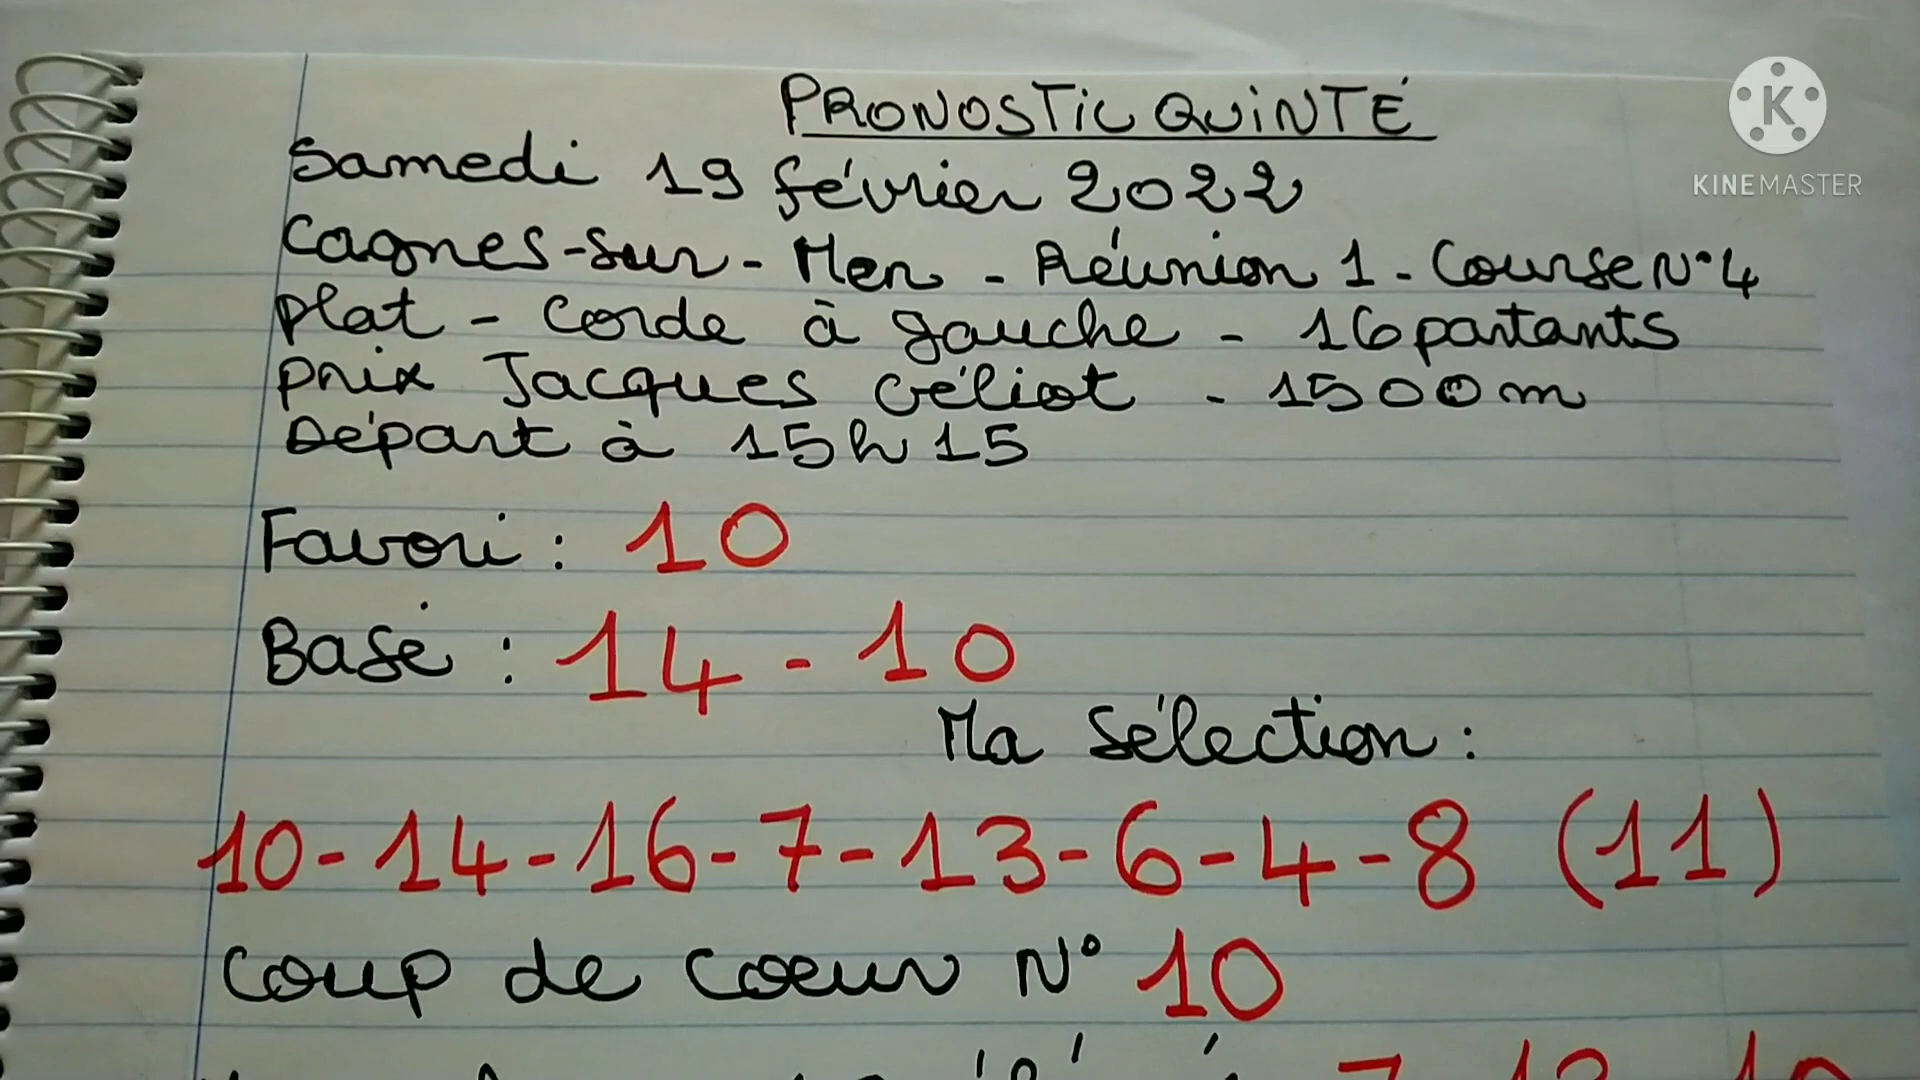 PRONOSTIC QUINTÉ
K
KINEMASTER
Samedi 19 février 2022
Cagnes-sur-Mer - Réunion 1 - Course N°4
Plat - Corde à gauche - 16 partants
Prix Jacques Géliot - 1500m
Départ à 15h15
Favori : 10
Base : 14 - 10
Ma Sélection :
10 - 14 - 16 - 7 - 13 - 6 - 4 - 8 (11)
Coup de coeur N° 10